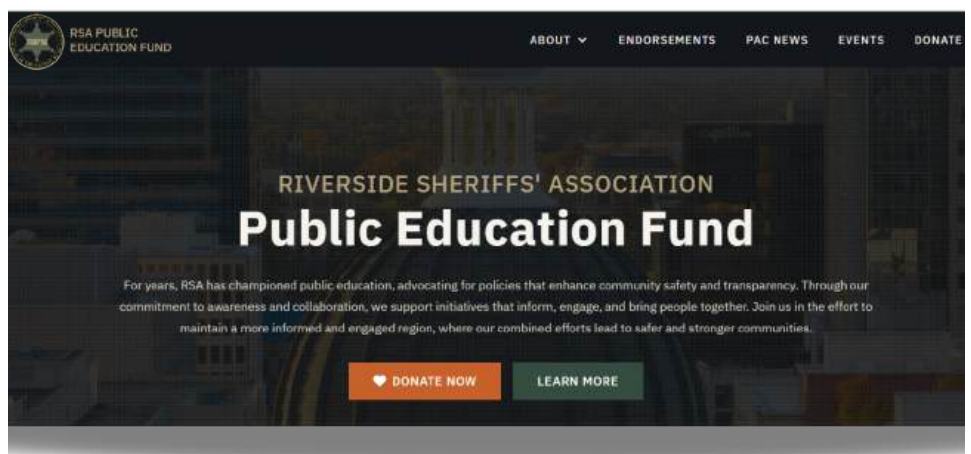 RSA PUBLIC
EDUCATION FUND
ABOUT
ENDORSEMENTS
PAC NEWS
EVENTS
DONATE
RIVERSIDE SHERIFFS' ASSOCIATION
Public Education Fund
For years, RSA has championed public education, advocating for policies that enhance community safety and transparency. Through our
commitment to awareness and collaboration, we support initiatives that inform, engage, and bring people together. Join us in the effort to
maintain a more informed and engaged region, where our combined efforts lead to safer and stronger communities.
DONATE NOW
LEARN MORE